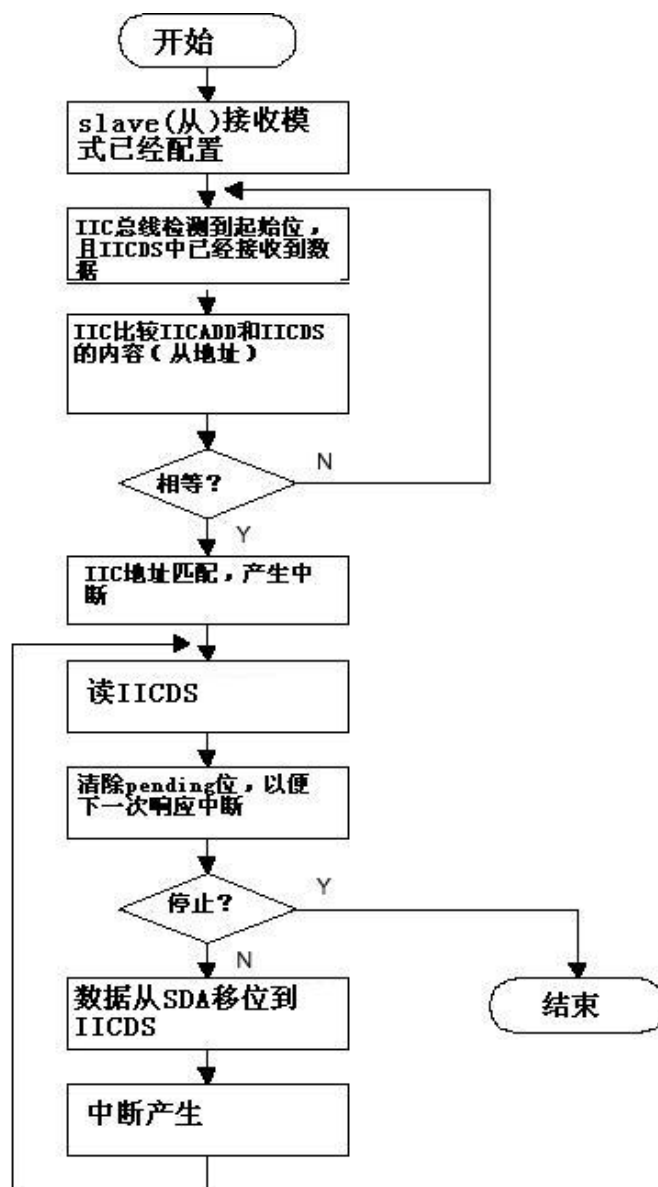 开始
slave(从)接收模
式已经配置
IIC总线检测到起始位，
且IICDS中已经接收到数
据
IIC比较IICADD和IICDS
的内容（从地址）
相等？
N
Y
IIC地址匹配，产生中
断
读IICDS
清除pending位，以便
下一次响应中断
停止？
Y
N
数据从SDA移位到
IICDS
结束
中断产生